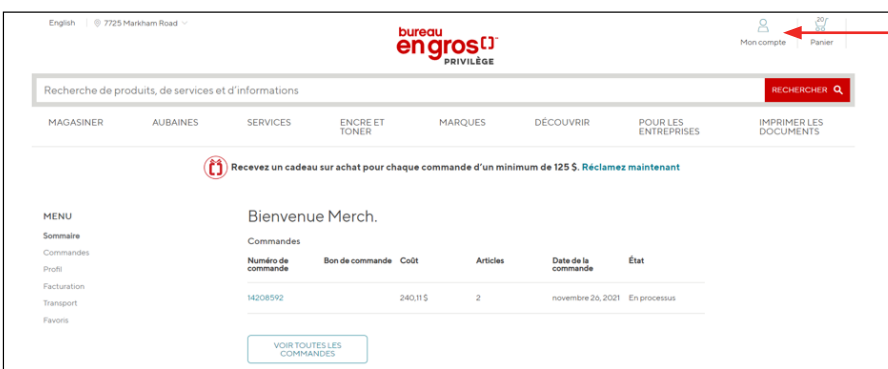 English
7725 Markham Road
bureau
en gros
PRIVILÈGE
20
Mon compte
Panier
Recherche de produits, de services et d'informations
RECHERCHER
MAGASINER
AUBAINES
SERVICES
ENCRE ET
TONER
MARQUES
DÉCOUVRIR
POUR LES
ENTREPRISES
IMPRIMER LES
DOCUMENTS
Recevez un cadeau sur achat pour chaque commande d'un minimum de 125 $. Réclamez maintenant
MENU
Sommaire
Commandes
Profil
Facturation
Transport
Favoris
Bienvenue Merch.
Commandes
Numéro de
commande
Bon de commande
Coût
Articles
Date de la
commande
État
14208592
240,11 $
2
novembre 26, 2021
En processus
VOIR TOUTES LES
COMMANDES